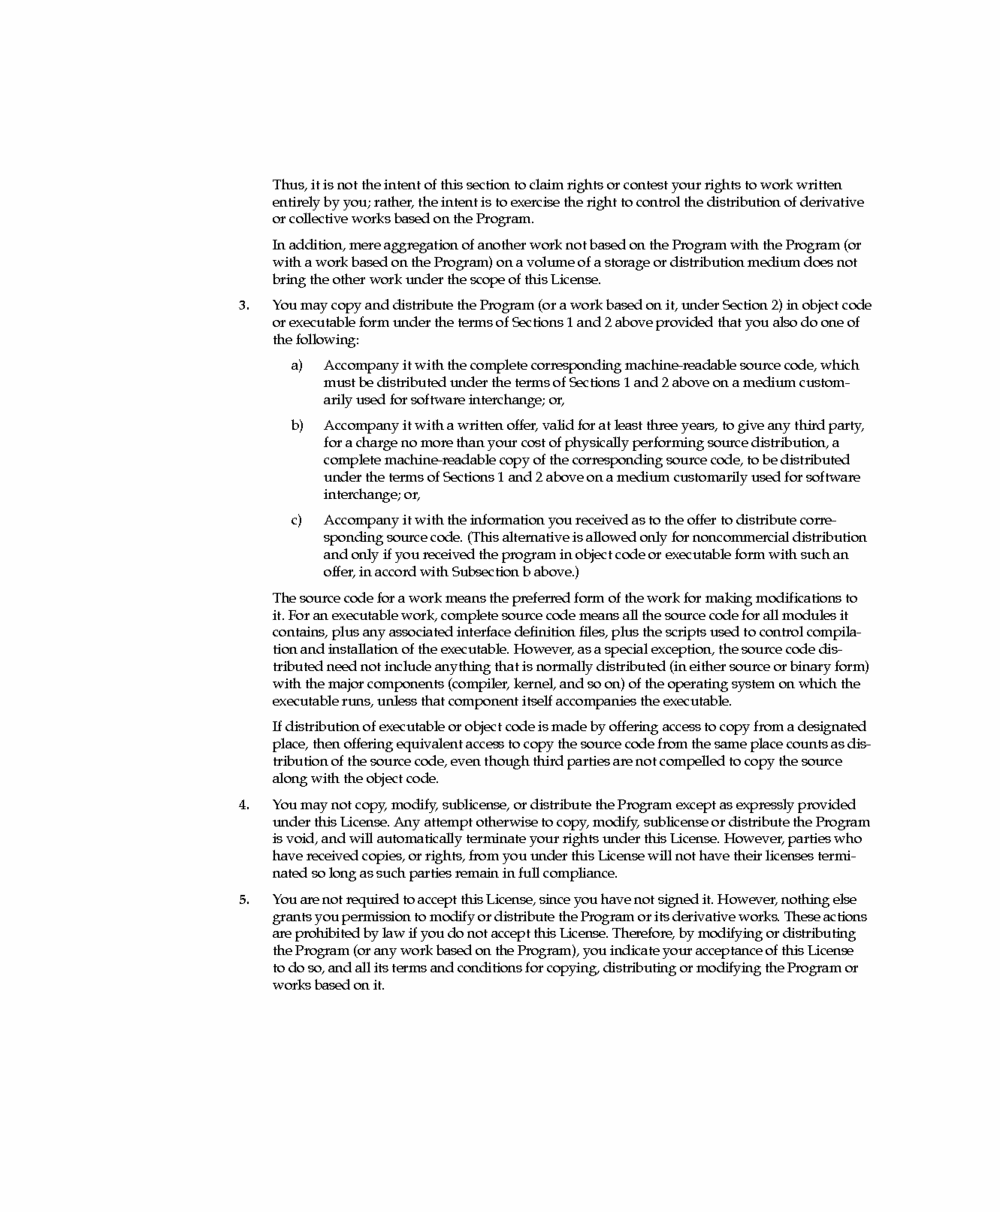 Thus, it is not the intent of this section to claim rights or contest your rights to work written
entirely by you; rather, the intent is to exercise the right to control the distribution of derivative
or collective works based on the Program.
In addition, mere aggregation of another work not based on the Program with the Program (or
with a work based on the Program) on a volume of a storage or distribution medium does not
bring the other work under the scope of this License.
3. You may copy and distribute the Program (or a work based on it, under Section 2) in object code
or executable form under the terms of Sections 1 and 2 above provided that you also do one of
the following:
a) Accompany it with the complete corresponding machine-readable source code, which
must be distributed under the terms of Sections 1 and 2 above on a medium custom-
arily used for software interchange; or,
b) Accompany it with a written offer, valid for at least three years, to give any third party,
for a charge no more than your cost of physically performing source distribution, a
complete machine-readable copy of the corresponding source code, to be distributed
under the terms of Sections 1 and 2 above on a medium customarily used for software
interchange; or,
c) Accompany it with the information you received as to the offer to distribute corre-
sponding source code. (This alternative is allowed only for noncommercial distribution
and only if you received the program in object code or executable form with such an
offer, in accord with Subsection b above.)
The source code for a work means the preferred form of the work for making modifications to
it. For an executable work, complete source code means all the source code for all modules it
contains, plus any associated interface definition files, plus the scripts used to control compila-
tion and installation of the executable. However, as a special exception, the source code dis-
tributed need not include anything that is normally distributed (in either source or binary form)
with the major components (compiler, kernel, and so on) of the operating system on which the
executable runs, unless that component itself accompanies the executable.
If distribution of executable or object code is made by offering access to copy from a designated
place, then offering equivalent access to copy the source code from the same place counts as dis-
tribution of the source code, even though third parties are not compelled to copy the source
along with the object code.
4. You may not copy, modify, sublicense, or distribute the Program except as expressly provided
under this License. Any attempt otherwise to copy, modify, sublicense or distribute the Program
is void, and will automatically terminate your rights under this License. However, parties who
have received copies, or rights, from you under this License will not have their licenses termi-
nated so long as such parties remain in full compliance.
5. You are not required to accept this License, since you have not signed it. However, nothing else
grants you permission to modify or distribute the Program or its derivative works. These actions
are prohibited by law if you do not accept this License. Therefore, by modifying or distributing
the Program (or any work based on the Program), you indicate your acceptance of this License
to do so, and all its terms and conditions for copying, distributing or modifying the Program or
works based on it.